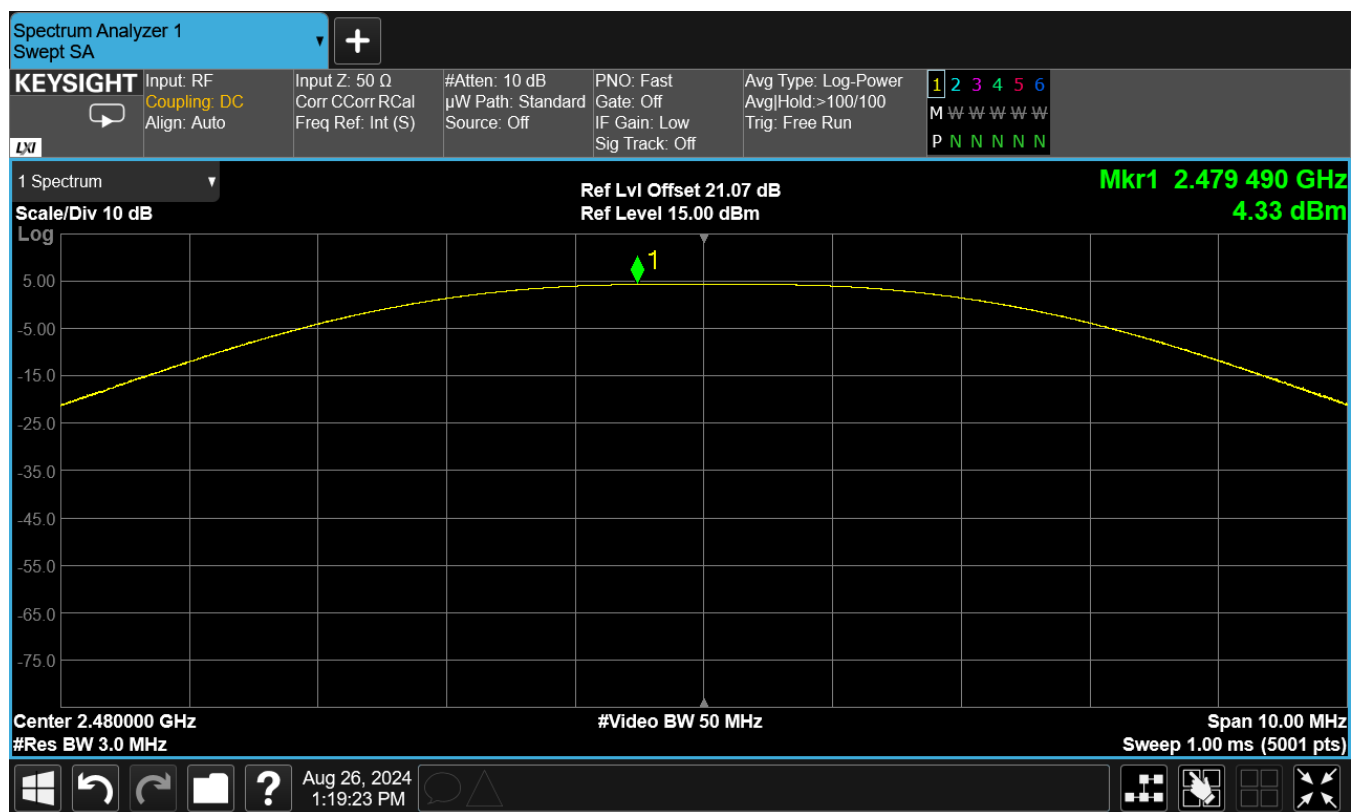 Spectrum Analyzer 1
Swept SA
KEYSIGHT
LXI
Input: RF
Coupling: DC
Align: Auto
Input Z: 50 Ω
Corr CCorr RCal
Freq Ref: Int (S)
#Atten: 10 dB
µW Path: Standard
Source: Off
PNO: Fast
Gate: Off
IF Gain: Low
Sig Track: Off
Avg Type: Log-Power
Avg|Hold:>100/100
Trig: Free Run
1 2 3 4 5 6
M W W W W W
P N N N N N
1 Spectrum
Scale/Div 10 dB
Log
Ref Lvl Offset 21.07 dB
Ref Level 15.00 dBm
Mkr1 2.479 490 GHz
4.33 dBm
1
5.00
-5.00
-15.0
-25.0
-35.0
-45.0
-55.0
-65.0
-75.0
Center 2.480000 GHz
#Res BW 3.0 MHz
#Video BW 50 MHz
Span 10.00 MHz
Sweep 1.00 ms (5001 pts)
?
Aug 26, 2024
1:19:23 PM